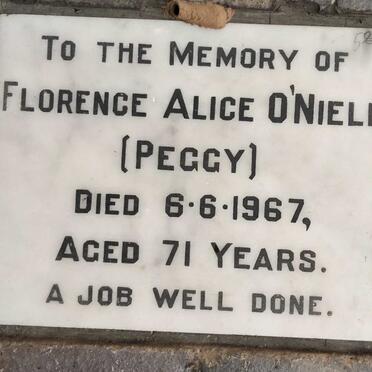 TO THE MEMORY OF
FLORENCE ALICE O'NIELL
(PEGGY)
DIED 6·6·1967,
AGED 71 YEARS.
A JOB WELL DONE.